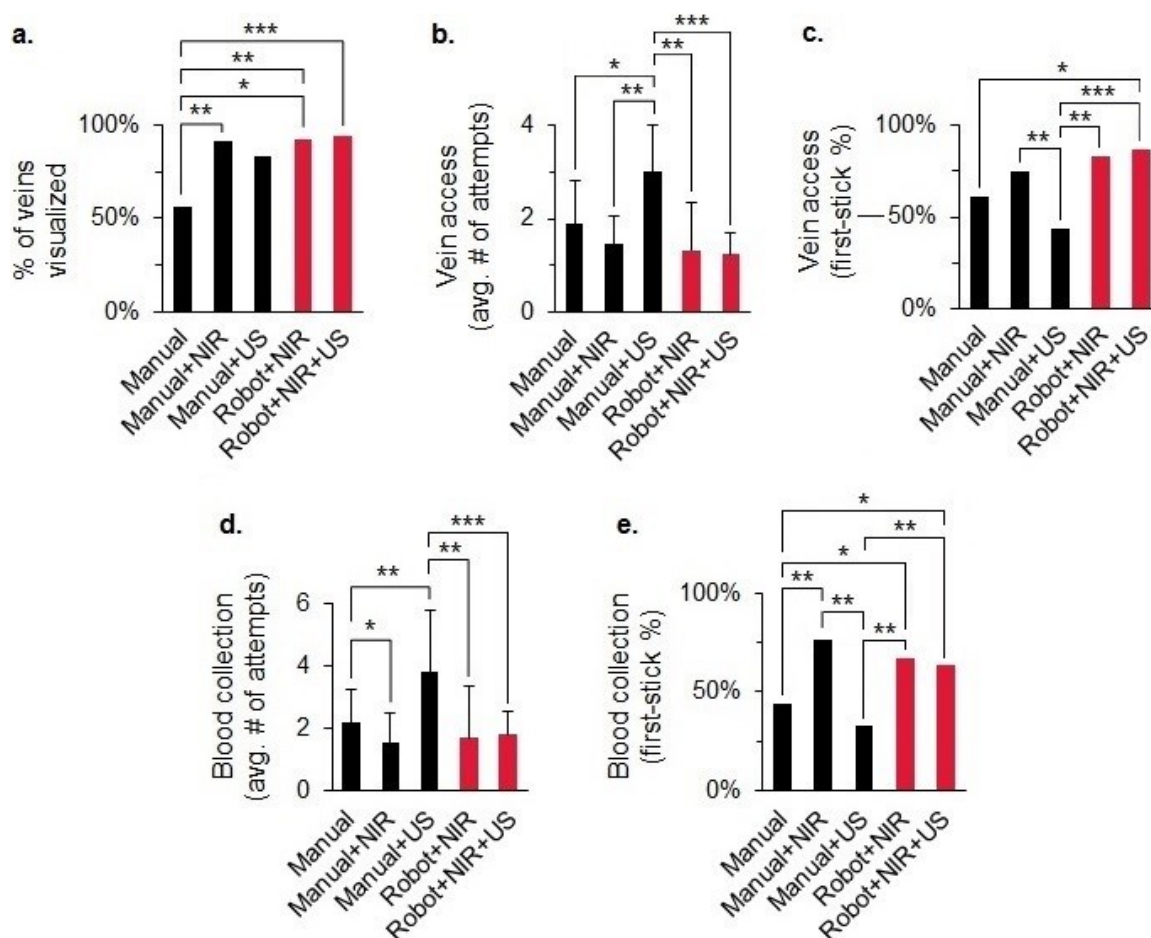 a.
***
**
*
**
100%
50%
0%
% of veins
visualized
Manual
Manual+NIR
Manual+US
Robot+NIR
Robot+NIR+US
b.
***
**
*
**
4
2
0
Vein access
(avg. # of attempts)
Manual
Manual+NIR
Manual+US
Robot+NIR
Robot+NIR+US
c.
*
***
**
**
100%
50%
0%
Vein access
(first-stick %)
Manual
Manual+NIR
Manual+US
Robot+NIR
Robot+NIR+US
d.
***
**
**
*
6
4
2
0
Blood collection
(avg. # of attempts)
Manual
Manual+NIR
Manual+US
Robot+NIR
Robot+NIR+US
e.
*
**
*
**
**
**
100%
50%
0%
Blood collection
(first-stick %)
Manual
Manual+NIR
Manual+US
Robot+NIR
Robot+NIR+US